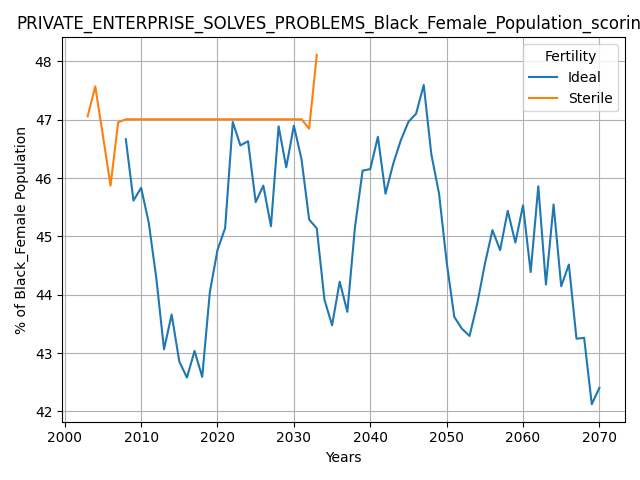 PRIVATE_ENTERPRISE_SOLVES_PROBLEMS_Black_Female_Population_scorin
Fertility
Ideal
Sterile
% of Black_Female Population
48
47
46
45
44
43
42
2000
2010
2020
2030
2040
2050
2060
2070
Years